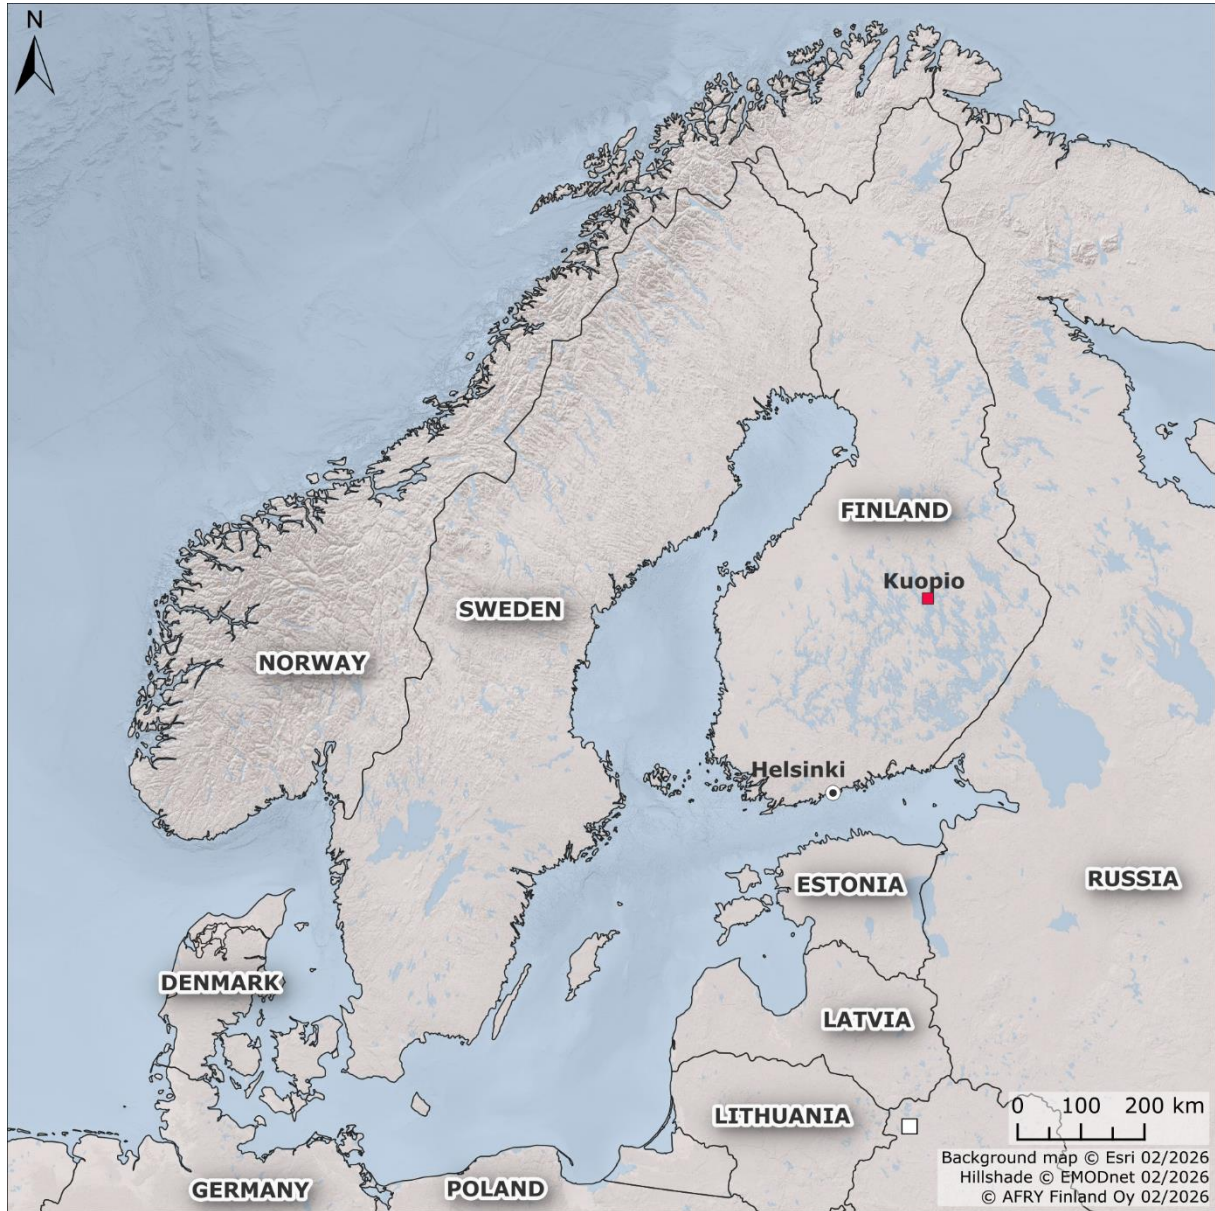 N
FINLAND
Kuopio
SWEDEN
NORWAY
Helsinki
ESTONIA
RUSSIA
DENMARK
LATVIA
LITHUANIA
0 100 200 km
Background map © Esri 02/2026
Hillshade © EMODnet 02/2026
© AFRY Finland Oy 02/2026
GERMANY
POLAND